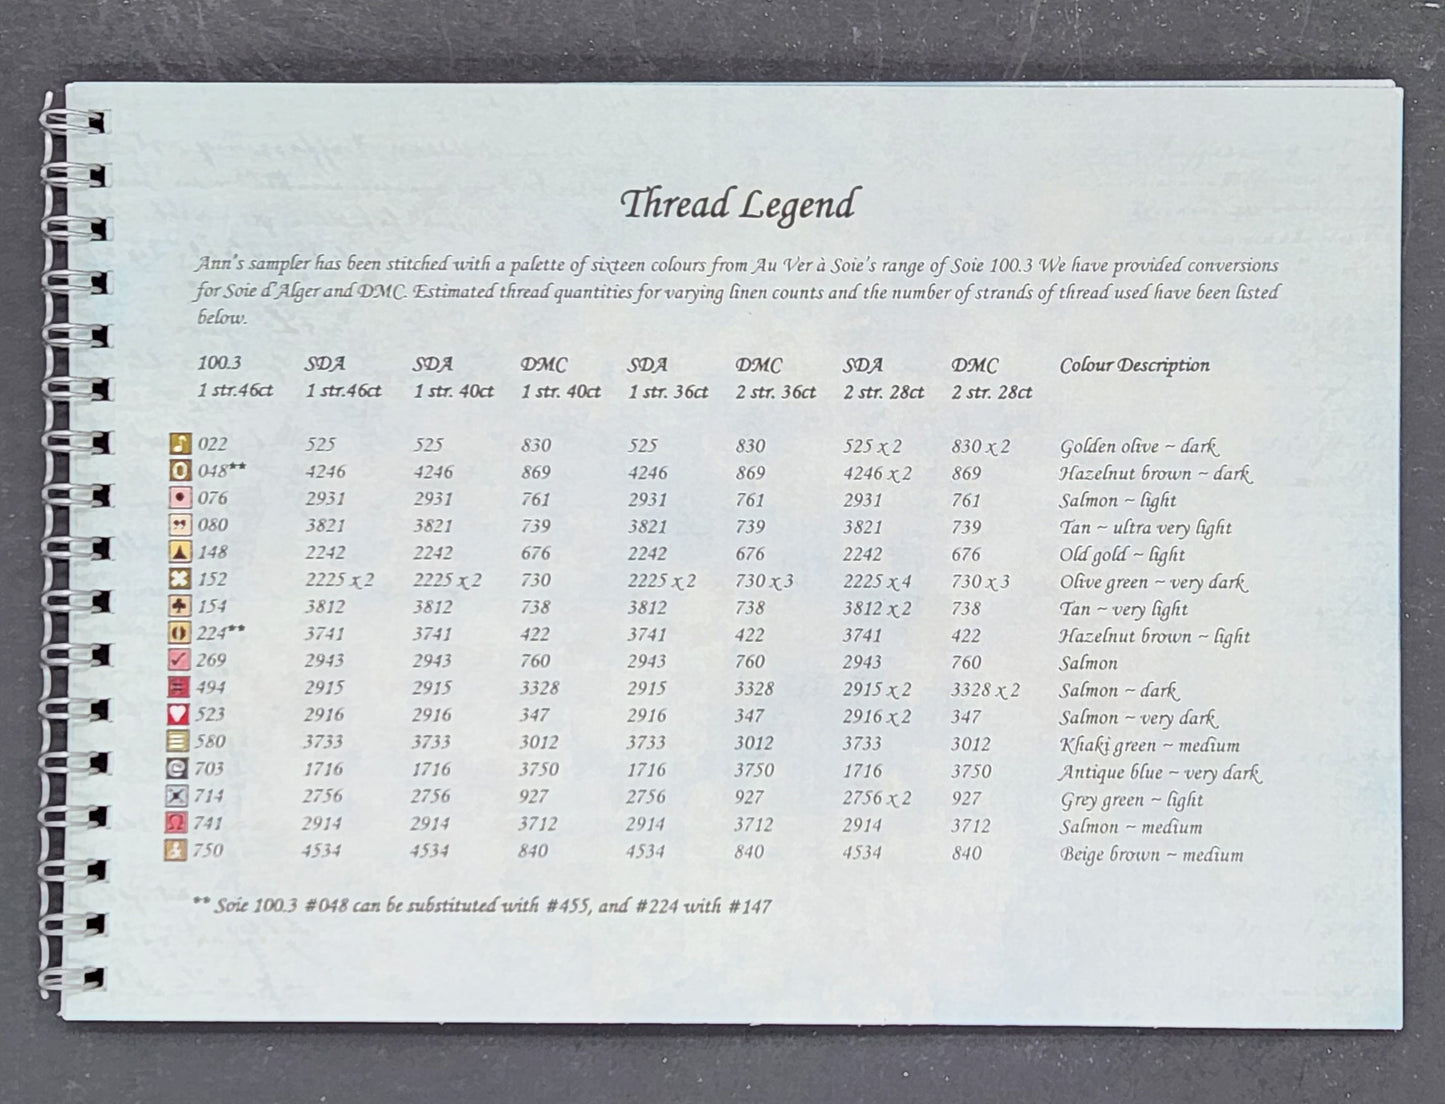 Thread Legend
Ann's sampler has been stitched with a palette of sixteen colours from Au Ver à Soie's range of Soie 100.3 We have provided conversions
for Soie d'Alger and DMC. Estimated thread quantities for varying linen counts and the number of strands of thread used have been listed
below.
100.3 SDA SDA DMC SDA DMC SDA DMC Colour Description
1 str.46ct 1 str.46ct 1 str. 40ct 1 str. 40ct 1 str. 36ct 2 str. 36ct 2 str. 28ct 2 str. 28ct
022 525 525 830 525 830 525 x 2 830 x 2 Golden olive ~ dark
048** 4246 4246 869 4246 869 4246 x 2 869 Hazelnut brown ~ dark
076 2931 2931 761 2931 761 2931 761 Salmon ~ light
080 3821 3821 739 3821 739 3821 739 Tan ~ ultra very light
148 2242 2242 676 2242 676 2242 676 Old gold ~ light
152 2225 x 2 2225 x 2 730 2225 x 2 730 x 3 2225 x 4 730 x 3 Olive green ~ very dark
154 3812 3812 738 3812 738 3812 x 2 738 Tan ~ very light
224** 3741 3741 422 3741 422 3741 422 Hazelnut brown ~ light
269 2943 2943 760 2943 760 2943 760 Salmon
494 2915 2915 3328 2915 3328 2915 x 2 3328 x 2 Salmon ~ dark
523 2916 2916 347 2916 347 2916 x 2 347 Salmon ~ very dark
580 3733 3733 3012 3733 3012 3733 3012 Khaki green ~ medium
703 1716 1716 3750 1716 3750 1716 3750 Antique blue ~ very dark
714 2756 2756 927 2756 927 2756 x 2 927 Grey green ~ light
741 2914 2914 3712 2914 3712 2914 3712 Salmon ~ medium
750 4534 4534 840 4534 840 4534 840 Beige brown ~ medium
** Soie 100.3 #048 can be substituted with #455, and #224 with #147